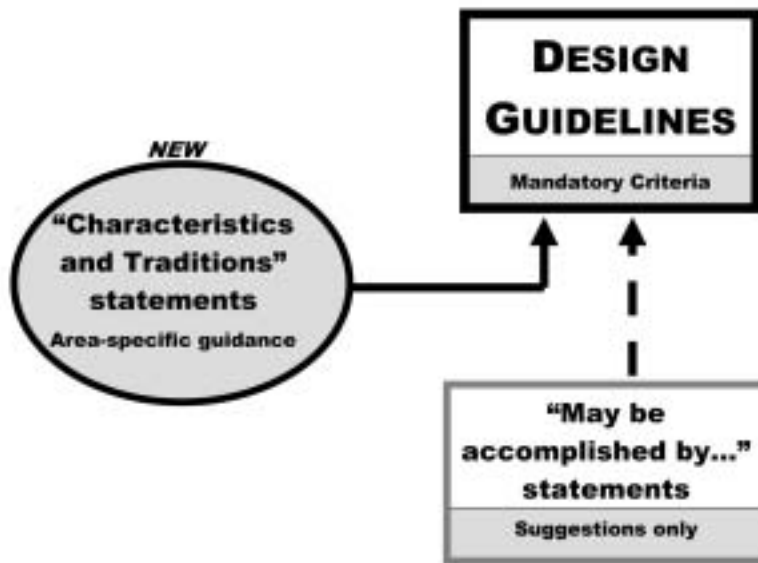 DESIGN
GUIDELINES
Mandatory Criteria
NEW
“Characteristics
and Traditions”
statements
Area-specific guidance
“May be
accomplished by...”
statements
Suggestions only